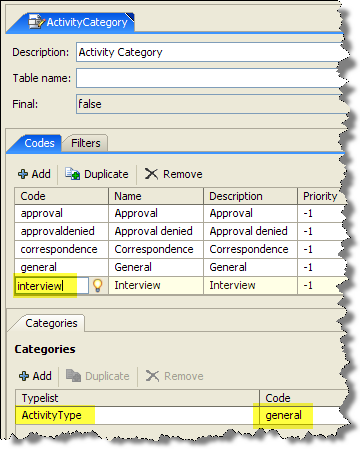 ActivityCategory
Description: Activity Category
Table name:
Final: false
Codes Filters
Add Duplicate Remove
Code Name Description Priority
approval Approval Approval -1
approvaldenied Approval denied Approval denied -1
correspondence Correspondence Correspondence -1
general General General -1
interview Interview Interview -1
Categories
Categories
Add Duplicate Remove
Typelist Code
ActivityType general